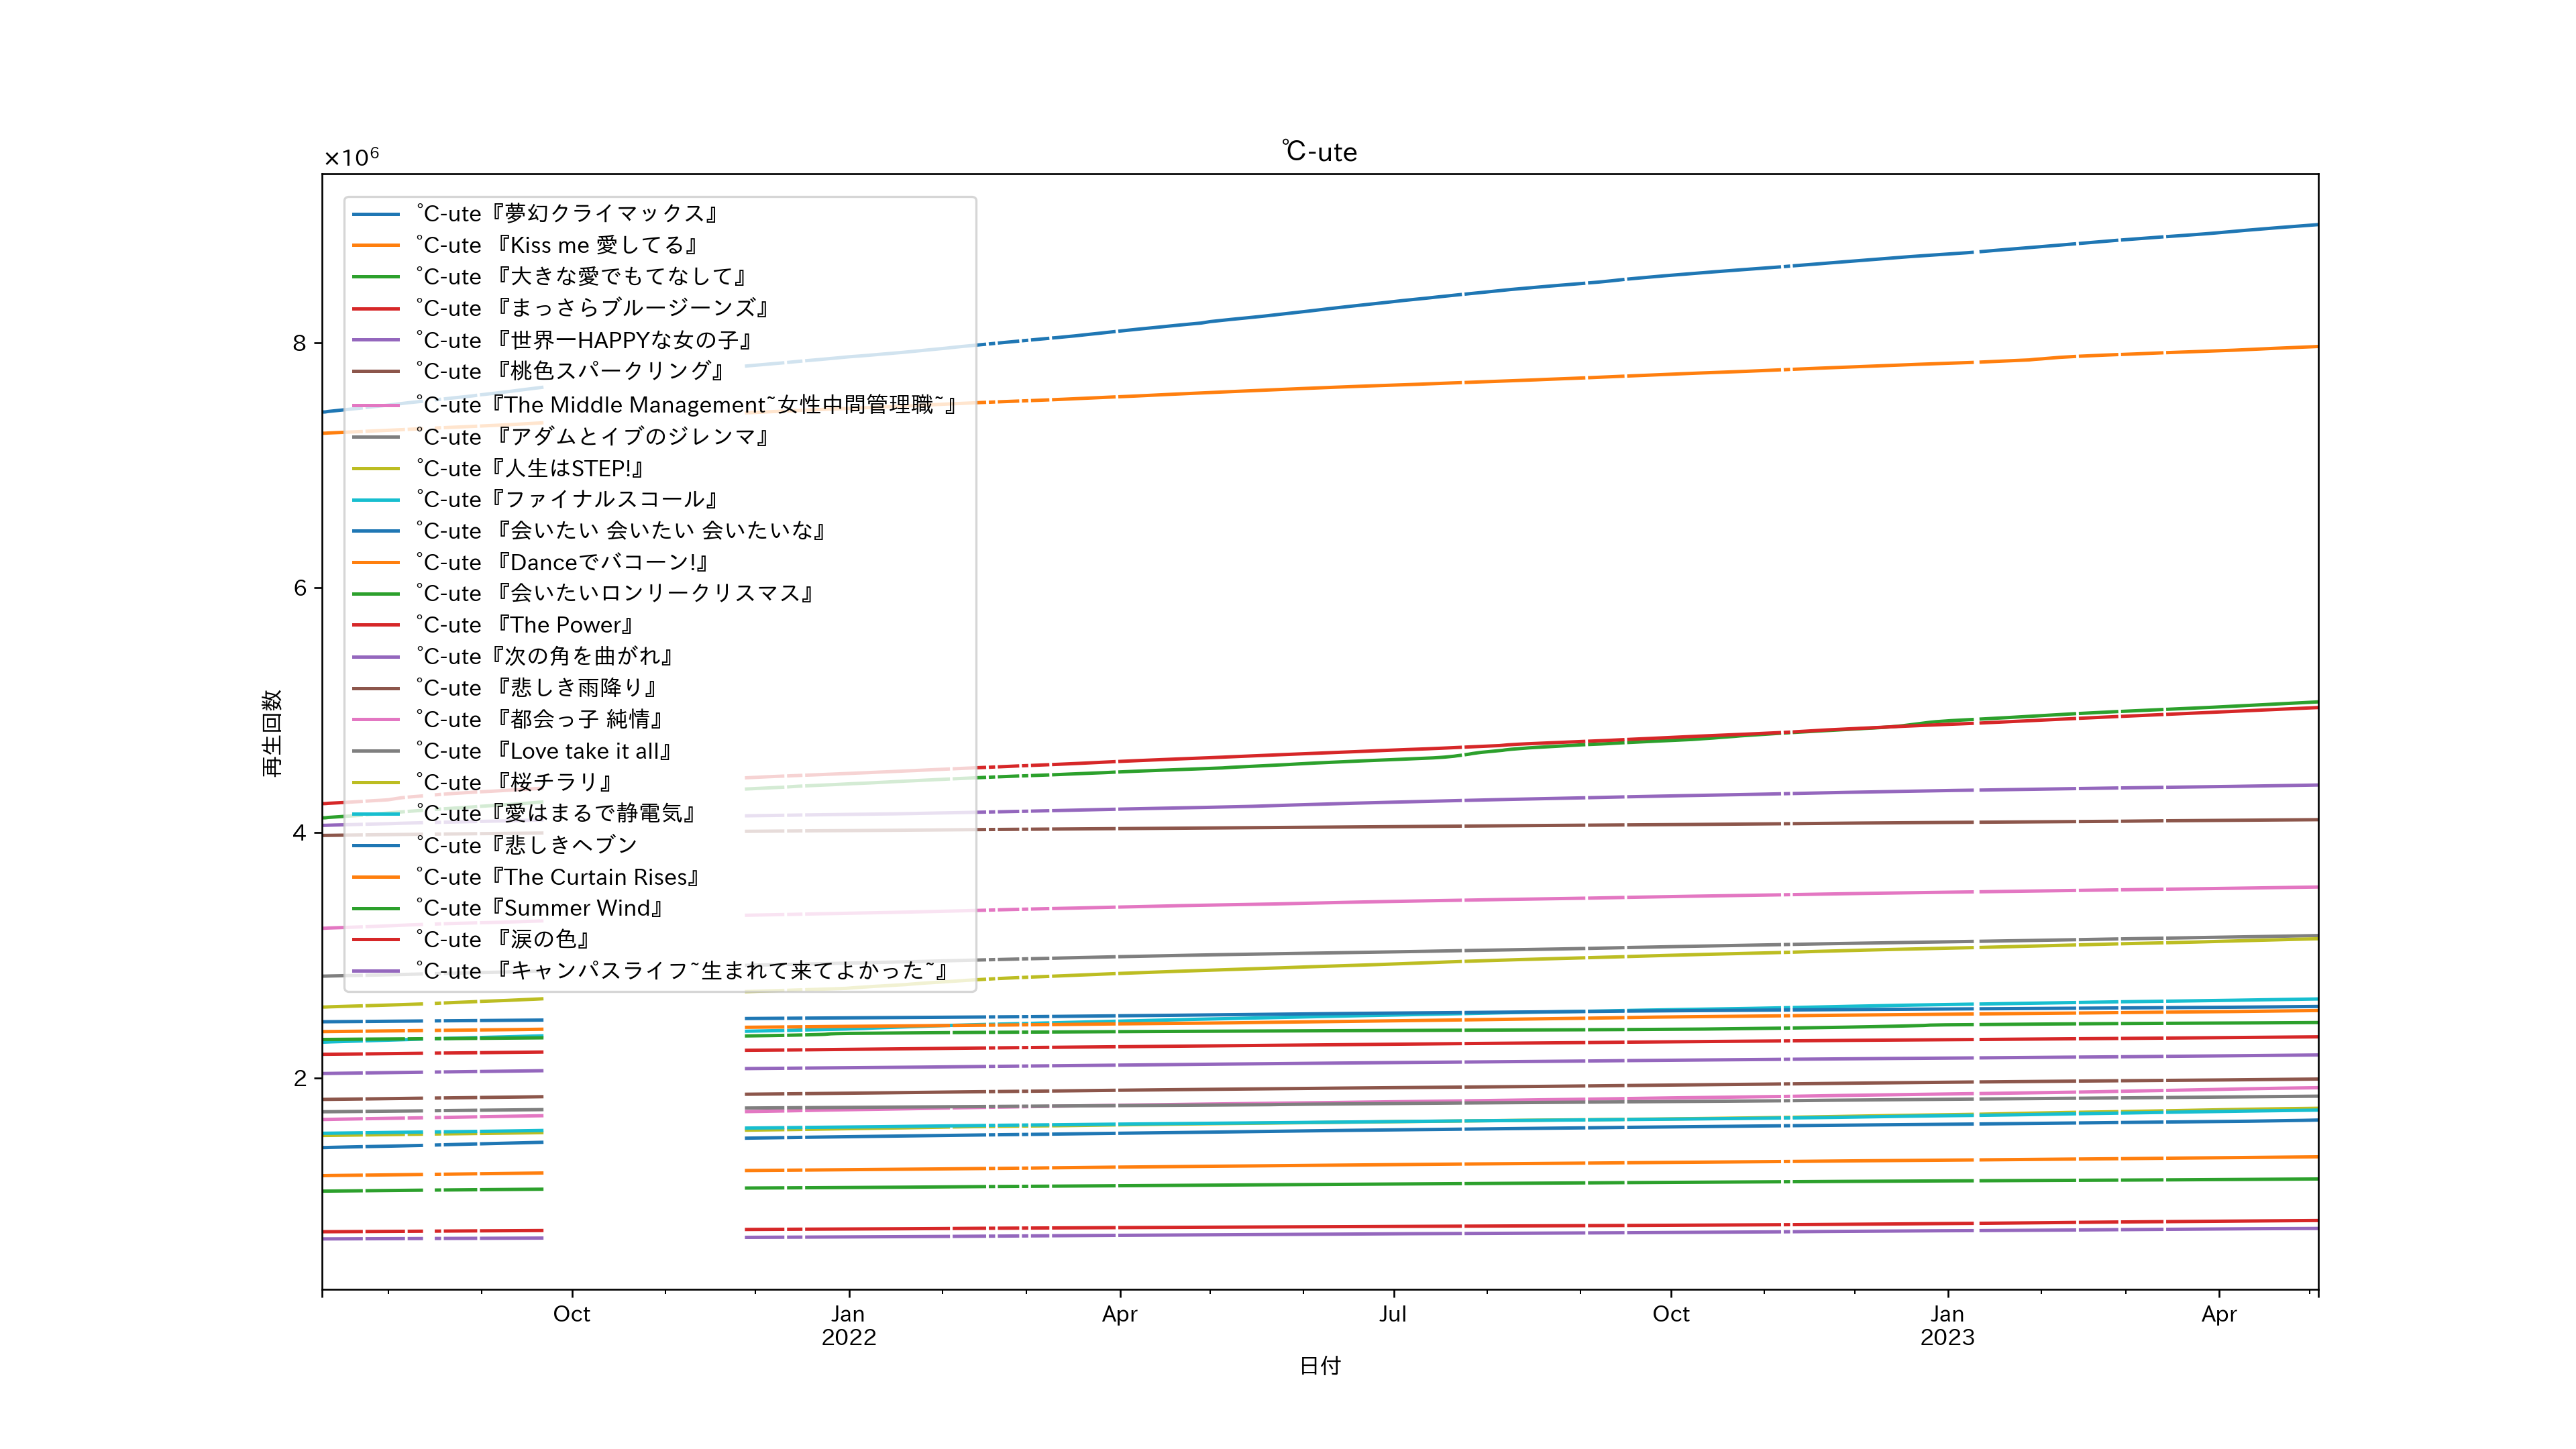 ℃-ute
×10⁶
8
6
4
2
再生回数
℃-ute『夢幻クライマックス』
℃-ute 『Kiss me 愛してる』
℃-ute 『大きな愛でもてなして』
℃-ute 『まっさらブルージーンズ』
℃-ute 『世界一HAPPYな女の子』
℃-ute 『桃色スパークリング』
℃-ute『The Middle Management~女性中間管理職~』
℃-ute 『アダムとイブのジレンマ』
℃-ute『人生はSTEP!』
℃-ute『ファイナルスコール』
℃-ute 『会いたい 会いたい 会いたいな』
℃-ute 『Danceでバコーン!』
℃-ute 『会いたいロンリークリスマス』
℃-ute 『The Power』
℃-ute『次の角を曲がれ』
℃-ute 『悲しき雨降り』
℃-ute 『都会っ子 純情』
℃-ute 『Love take it all』
℃-ute 『桜チラリ』
℃-ute『愛はまるで静電気』
℃-ute『悲しきヘブン
℃-ute『The Curtain Rises』
℃-ute『Summer Wind』
℃-ute 『涙の色』
℃-ute 『キャンパスライフ~生まれて来てよかった~』
Oct Jan Apr Jul Oct Jan Apr
2022 2023
日付